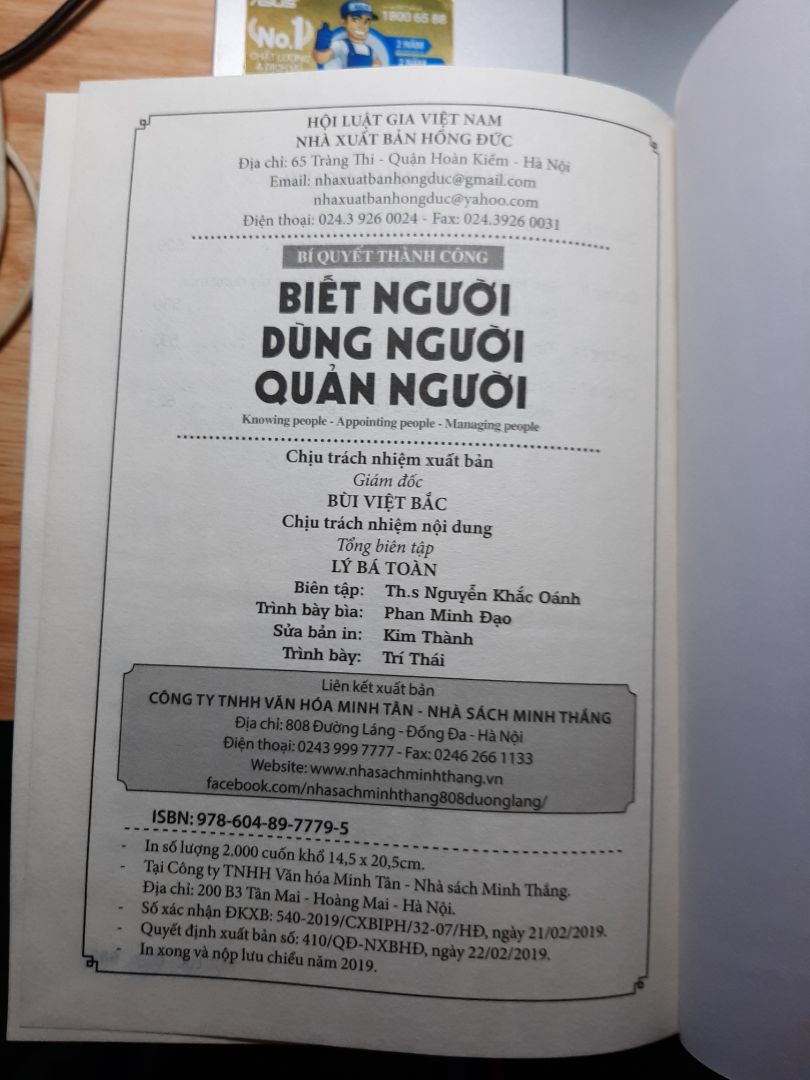 ASUS
1800 65 88
No.1
CHẤT LƯỢNG
& DỊCH VỤ
2 NĂM
2 NĂM
HỘI LUẬT GIA VIỆT NAM
NHÀ XUẤT BẢN HỒNG ĐỨC
Địa chỉ: 65 Tràng Thi - Quận Hoàn Kiếm - Hà Nội
Email: nhaxuatbanhongduc@gmail.com
nhaxuatbanhongduc@yahoo.com
Điện thoại: 024.3 926 0024 - Fax: 024.3926 0031
BÍ QUYẾT THÀNH CÔNG
BIẾT NGƯỜI
DÙNG NGƯỜI
QUẢN NGƯỜI
Knowing people - Appointing people - Managing people
Chịu trách nhiệm xuất bản
Giám đốc
BÙI VIỆT BẮC
Chịu trách nhiệm nội dung
Tổng biên tập
LÝ BÁ TOÀN
Biên tập: Th.s Nguyễn Khắc Oánh
Trình bày bìa: Phan Minh Đạo
Sửa bản in: Kim Thành
Trình bày: Trí Thái
Liên kết xuất bản
CÔNG TY TNHH VĂN HÓA MINH TÂN - NHÀ SÁCH MINH THẮNG
Địa chỉ: 808 Đường Láng - Đống Đa - Hà Nội
Điện thoại: 0243 999 7777 - Fax: 0246 266 1133
Website: www.nhasachminhthang.vn
facebook.com/nhasachminhthang808duonglang/
ISBN: 978-604-89-7779-5
- In số lượng 2.000 cuốn khổ 14,5 x 20,5cm.
- Tại Công ty TNHH Văn hóa Minh Tân - Nhà sách Minh Thắng.
Địa chỉ: 200 B3 Tân Mai - Hoàng Mai - Hà Nội.
- Số xác nhận ĐKXB: 540-2019/CXBIPH/32-07/HĐ, ngày 21/02/2019.
- Quyết định xuất bản số: 410/QĐ-NXBHĐ, ngày 22/02/2019.
- In xong và nộp lưu chiểu năm 2019.